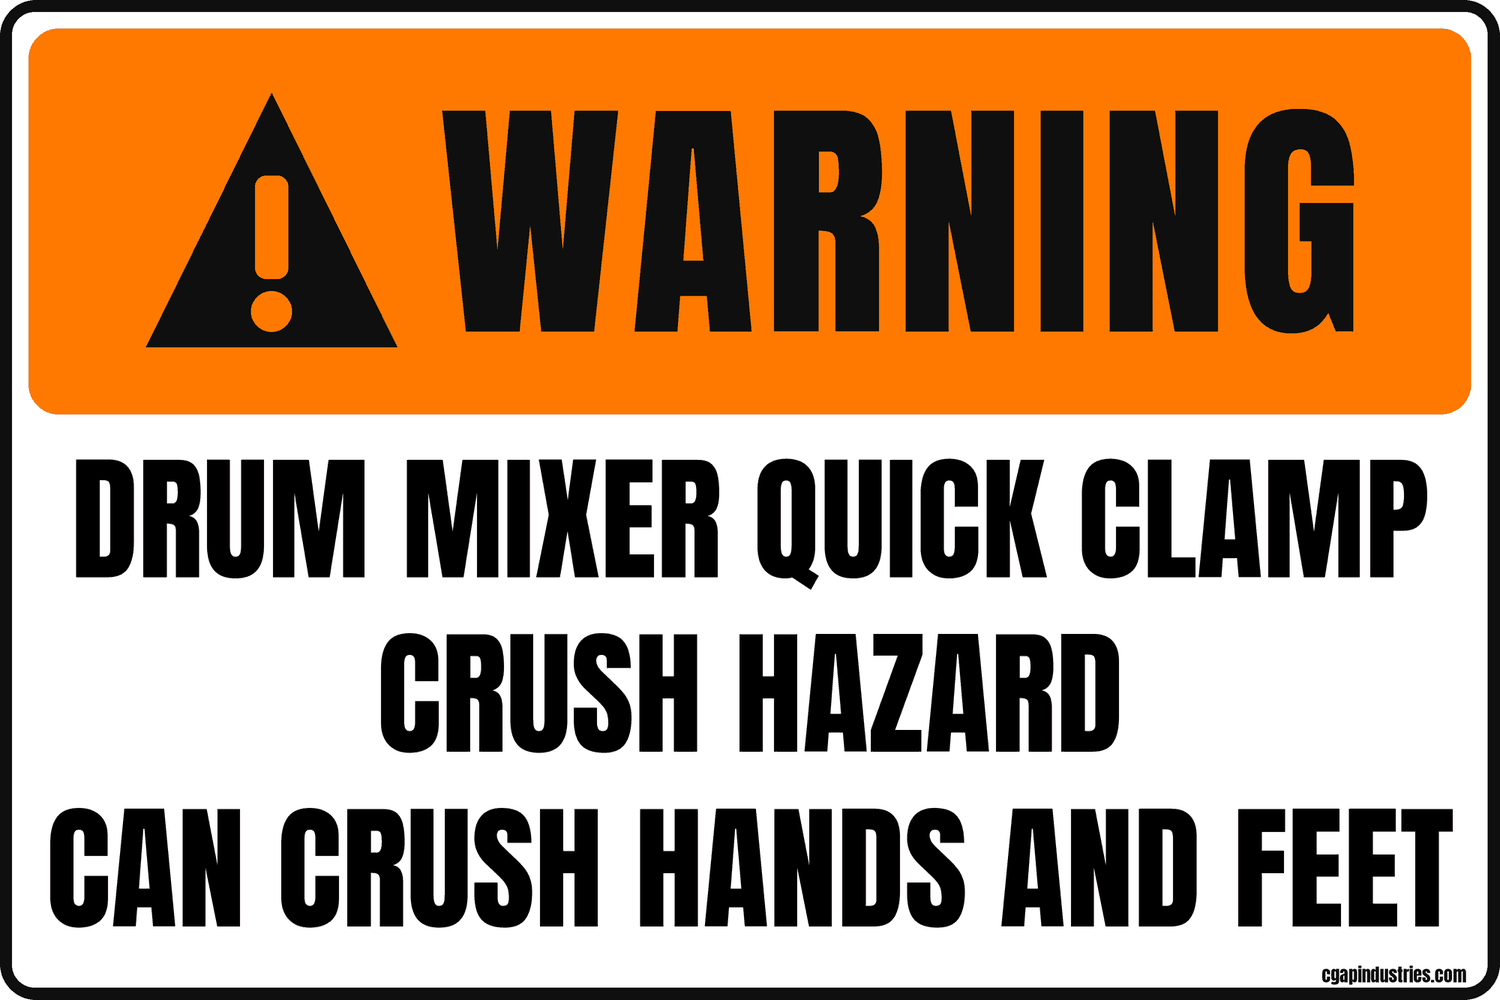 WARNING
DRUM MIXER QUICK CLAMP
CRUSH HAZARD
CAN CRUSH HANDS AND FEET
cgapindustries.com